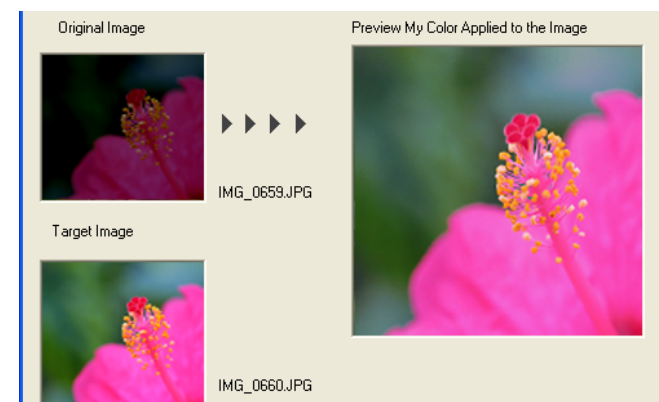 Original Image
Preview My Color Applied to the Image
IMG_0659.JPG
Target Image
IMG_0660.JPG